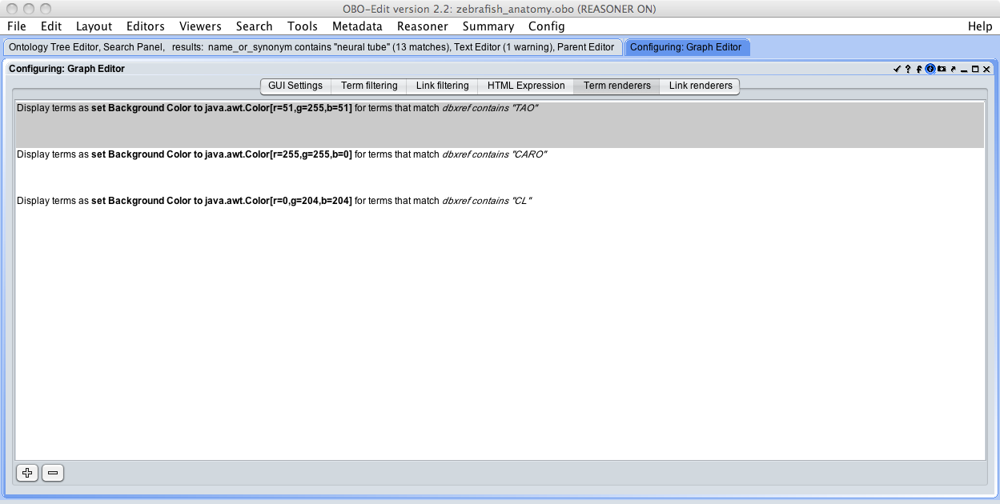 OBO-Edit version 2.2: zebrafish_anatomy.obo (REASONER ON)
File Edit Layout Editors Viewers Search Tools Metadata Reasoner Summary Config Help
Ontology Tree Editor, Search Panel, results: name_or_synonym contains "neural tube" (13 matches), Text Editor (1 warning), Parent Editor Configuring: Graph Editor
Configuring: Graph Editor
GUI Settings Term filtering Link filtering HTML Expression Term renderers Link renderers
Display terms as set Background Color to java.awt.Color[r=51,g=255,b=51] for terms that match dbxref contains "TAO"
Display terms as set Background Color to java.awt.Color[r=255,g=255,b=0] for terms that match dbxref contains "CARO"
Display terms as set Background Color to java.awt.Color[r=0,g=204,b=204] for terms that match dbxref contains "CL"